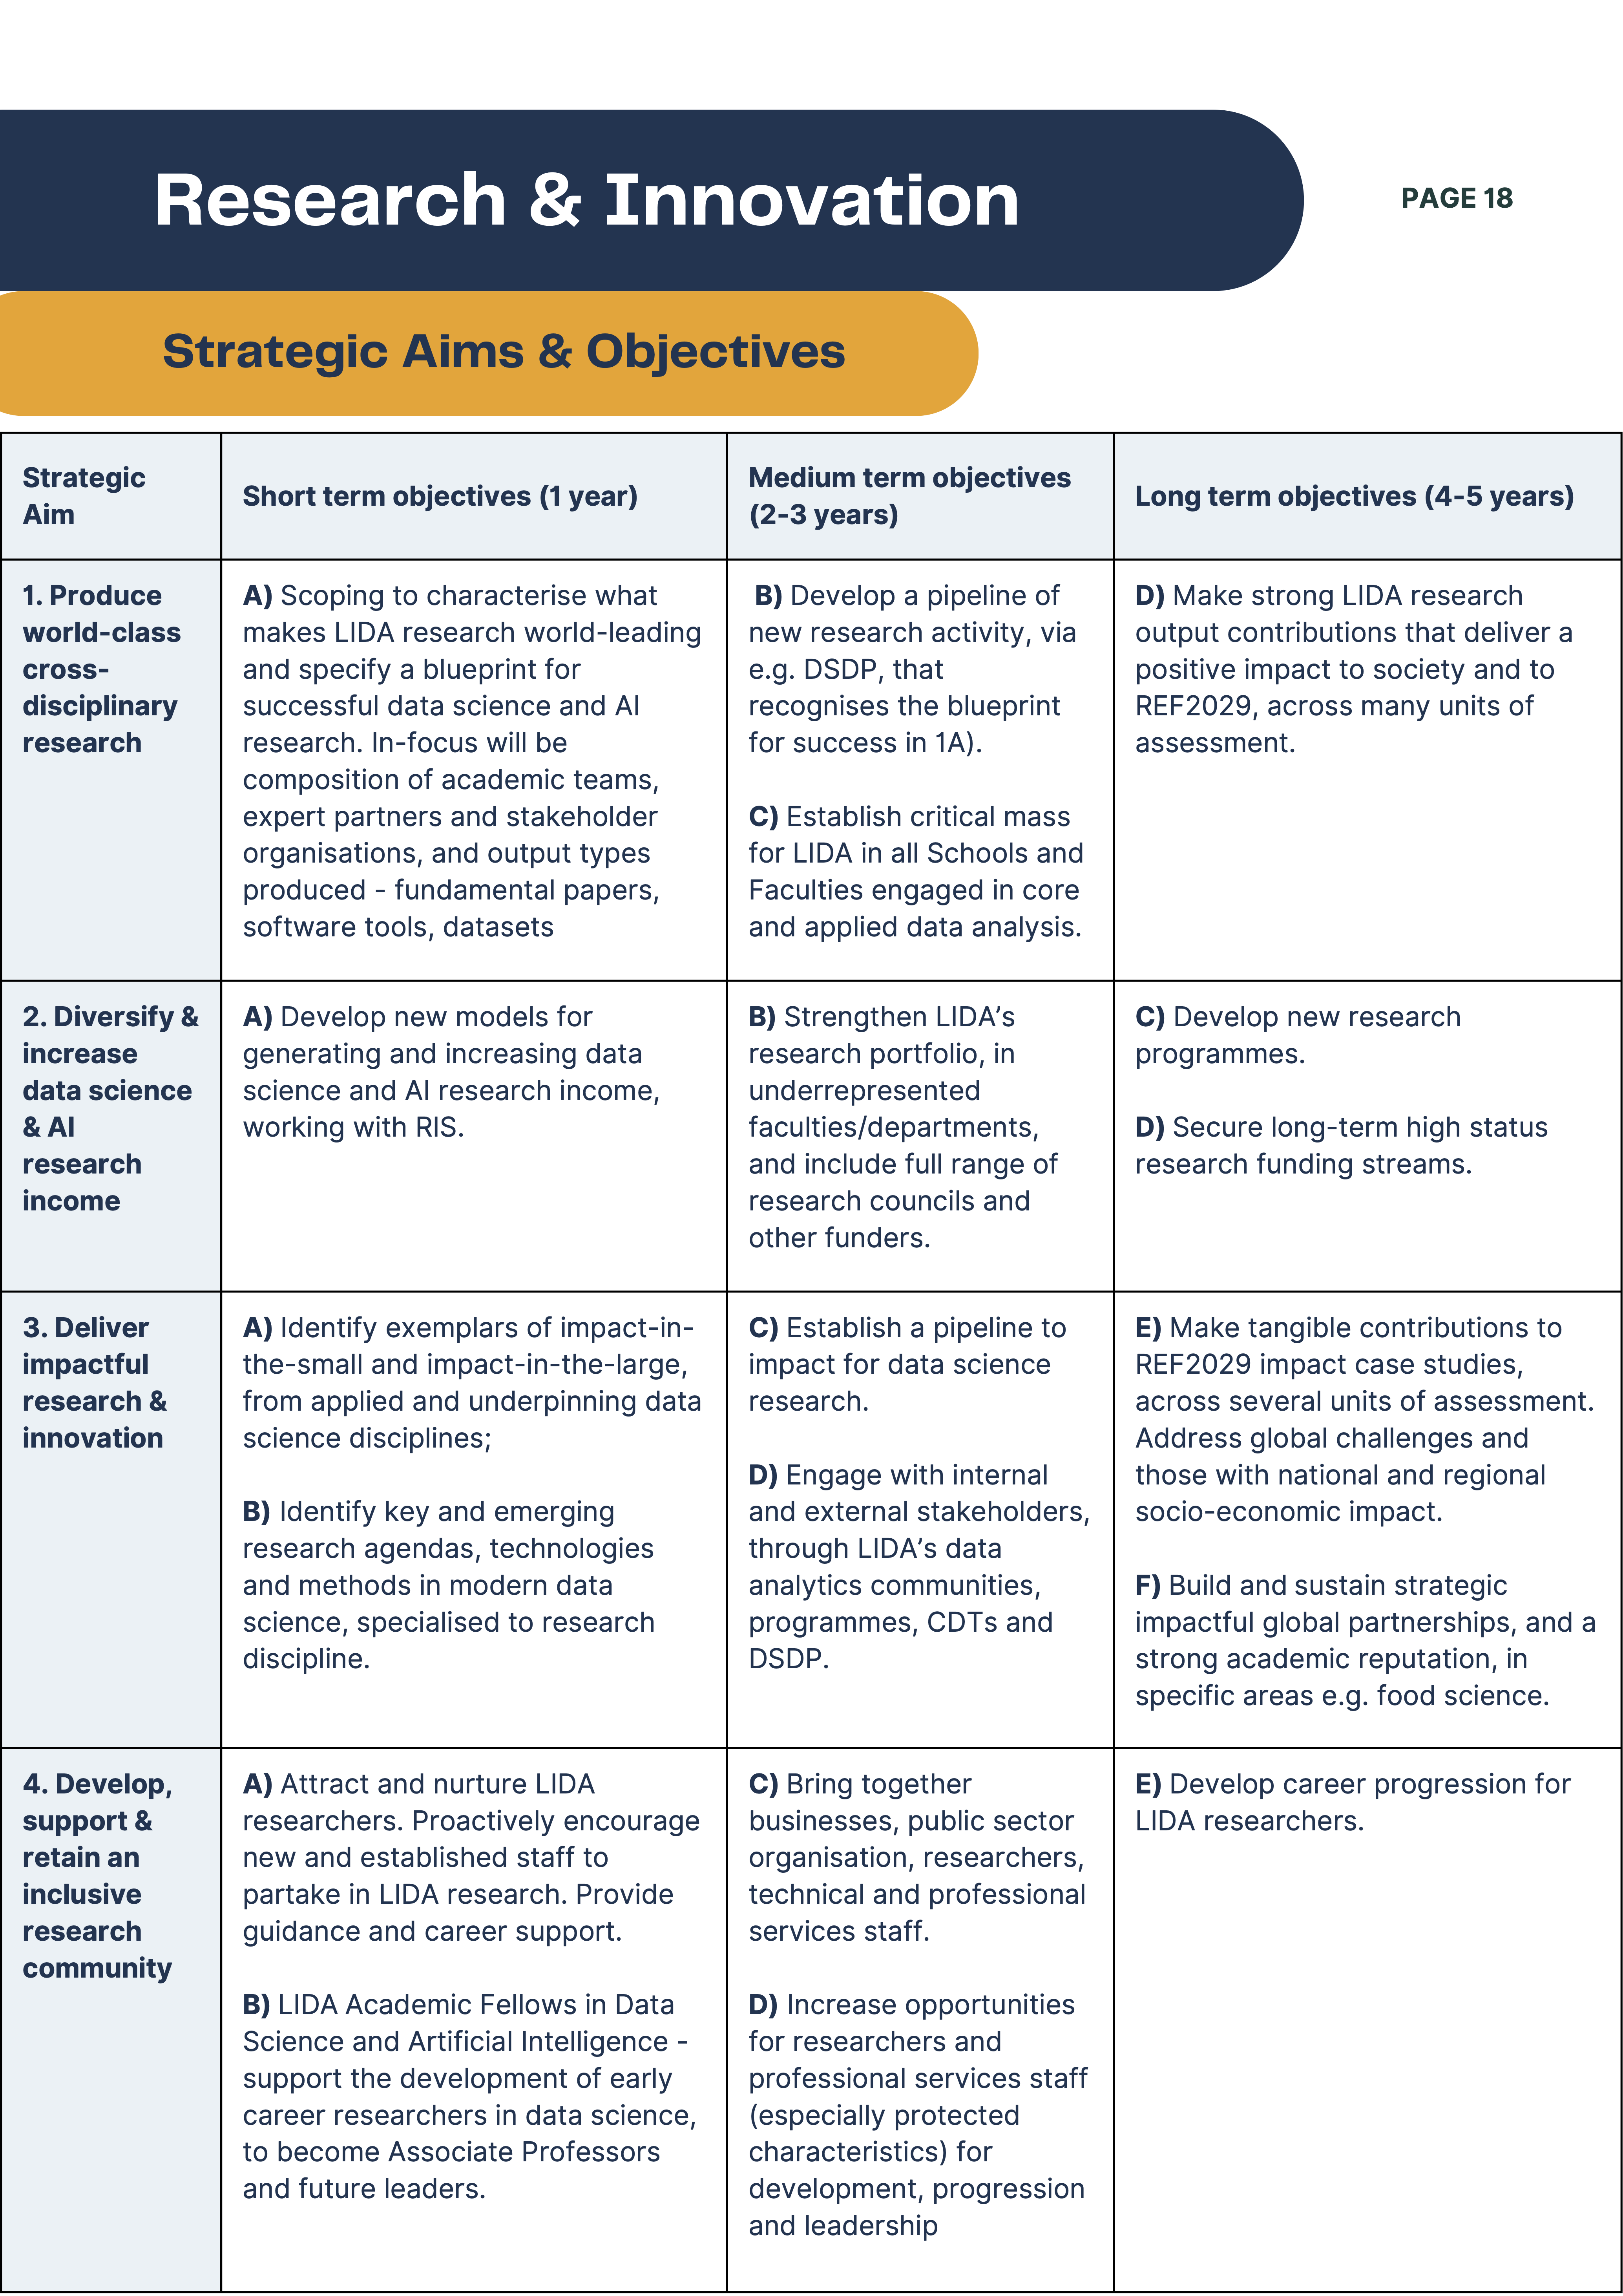 Research & Innovation
PAGE 18
Strategic Aims & Objectives
Strategic
Aim
Short term objectives (1 year)
Medium term objectives
(2-3 years)
Long term objectives (4-5 years)
1. Produce
world-class
cross-
disciplinary
research
A) Scoping to characterise what
makes LIDA research world-leading
and specify a blueprint for
successful data science and AI
research. In-focus will be
composition of academic teams,
expert partners and stakeholder
organisations, and output types
produced - fundamental papers,
software tools, datasets
B) Develop a pipeline of
new research activity, via
e.g. DSDP, that
recognises the blueprint
for success in 1A).
C) Establish critical mass
for LIDA in all Schools and
Faculties engaged in core
and applied data analysis.
D) Make strong LIDA research
output contributions that deliver a
positive impact to society and to
REF2029, across many units of
assessment.
2. Diversify &
increase
data science
& AI
research
income
A) Develop new models for
generating and increasing data
science and AI research income,
working with RIS.
B) Strengthen LIDA’s
research portfolio, in
underrepresented
faculties/departments,
and include full range of
research councils and
other funders.
C) Develop new research
programmes.
D) Secure long-term high status
research funding streams.
3. Deliver
impactful
research &
innovation
A) Identify exemplars of impact-in-
the-small and impact-in-the-large,
from applied and underpinning data
science disciplines;
B) Identify key and emerging
research agendas, technologies
and methods in modern data
science, specialised to research
discipline.
C) Establish a pipeline to
impact for data science
research.
D) Engage with internal
and external stakeholders,
through LIDA’s data
analytics communities,
programmes, CDTs and
DSDP.
E) Make tangible contributions to
REF2029 impact case studies,
across several units of assessment.
Address global challenges and
those with national and regional
socio-economic impact.
F) Build and sustain strategic
impactful global partnerships, and a
strong academic reputation, in
specific areas e.g. food science.
4. Develop,
support &
retain an
inclusive
research
community
A) Attract and nurture LIDA
researchers. Proactively encourage
new and established staff to
partake in LIDA research. Provide
guidance and career support.
B) LIDA Academic Fellows in Data
Science and Artificial Intelligence -
support the development of early
career researchers in data science,
to become Associate Professors
and future leaders.
C) Bring together
businesses, public sector
organisation, researchers,
technical and professional
services staff.
D) Increase opportunities
for researchers and
professional services staff
(especially protected
characteristics) for
development, progression
and leadership
E) Develop career progression for
LIDA researchers.